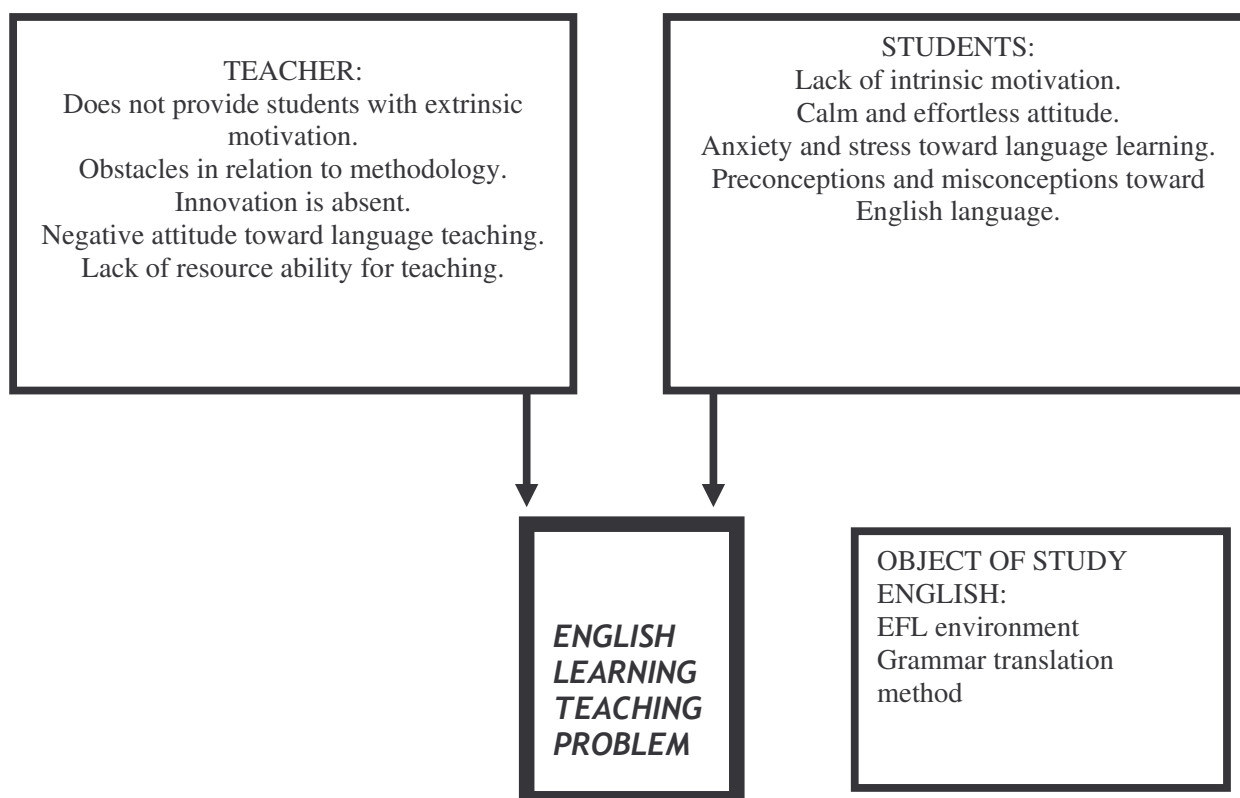 TEACHER:
Does not provide students with extrinsic
motivation.
Obstacles in relation to methodology.
Innovation is absent.
Negative attitude toward language teaching.
Lack of resource ability for teaching.
STUDENTS:
Lack of intrinsic motivation.
Calm and effortless attitude.
Anxiety and stress toward language learning.
Preconceptions and misconceptions toward
English language.
ENGLISH
LEARNING
TEACHING
PROBLEM
OBJECT OF STUDY
ENGLISH:
EFL environment
Grammar translation
method